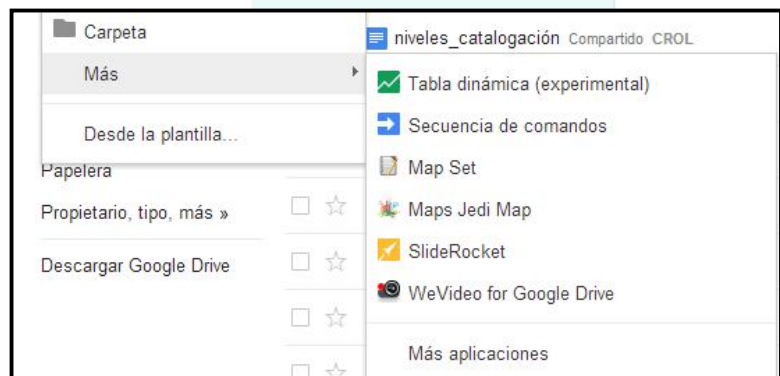 Carpeta
Más
Desde la plantilla...
Papelera
Propietario, tipo, más »
Descargar Google Drive
niveles_catalogación Compartido CROL
Tabla dinámica (experimental)
Secuencia de comandos
Map Set
Maps Jedi Map
SlideRocket
WeVideo for Google Drive
Más aplicaciones